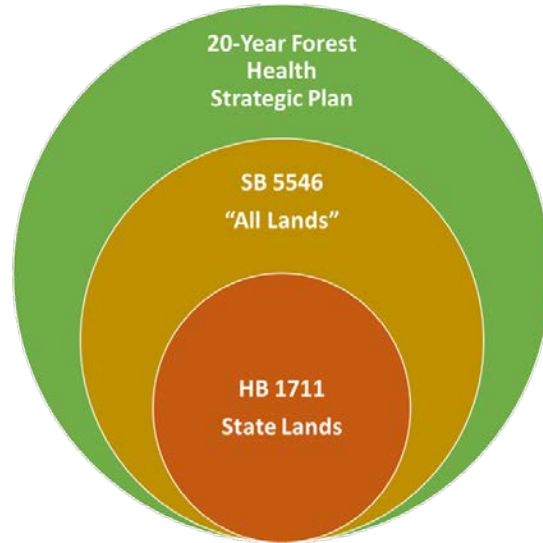 20-Year Forest
Health
Strategic Plan
SB 5546
“All Lands”
HB 1711
State Lands